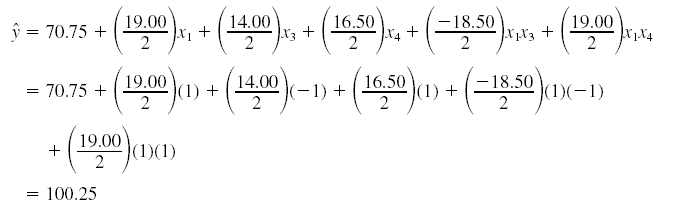 ŷ = 70.75 + (19.00/2)x₁ + (14.00/2)x₃ + (16.50/2)x₄ + (−18.50/2)x₁x₃ + (19.00/2)x₁x₄
= 70.75 + (19.00/2)(1) + (14.00/2)(−1) + (16.50/2)(1) + (−18.50/2)(1)(−1)
+ (19.00/2)(1)(1)
= 100.25